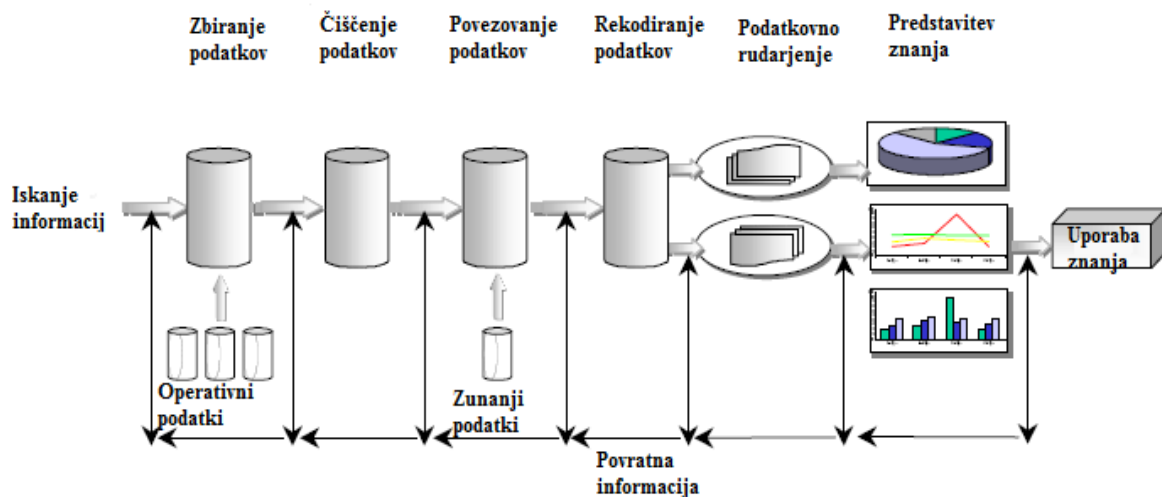 Zbiranje
podatkov
Čiščenje
podatkov
Povezovanje
podatkov
Rekodiranje
podatkov
Podatkovno
rudarjenje
Predstavitev
znanja
Iskanje
informacij
Uporaba
znanja
Operativni
podatki
Zunanji
podatki
Povratna
informacija